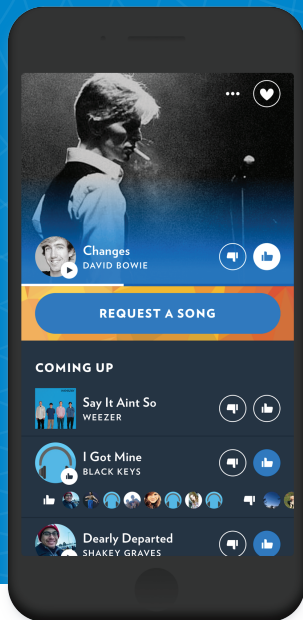 Changes
DAVID BOWIE
REQUEST A SONG
COMING UP
Say It Aint So
WEEZER
I Got Mine
BLACK KEYS
Dearly Departed
SHAKEY GRAVES